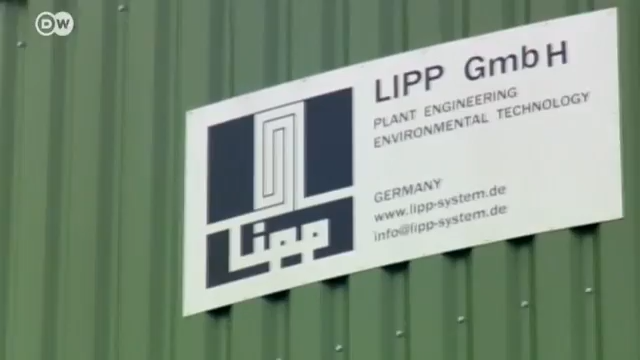 DW
LIPP GmbH
PLANT ENGINEERING
ENVIRONMENTAL TECHNOLOGY
GERMANY
www.lipp-system.de
info@lipp-system.de
Lipp